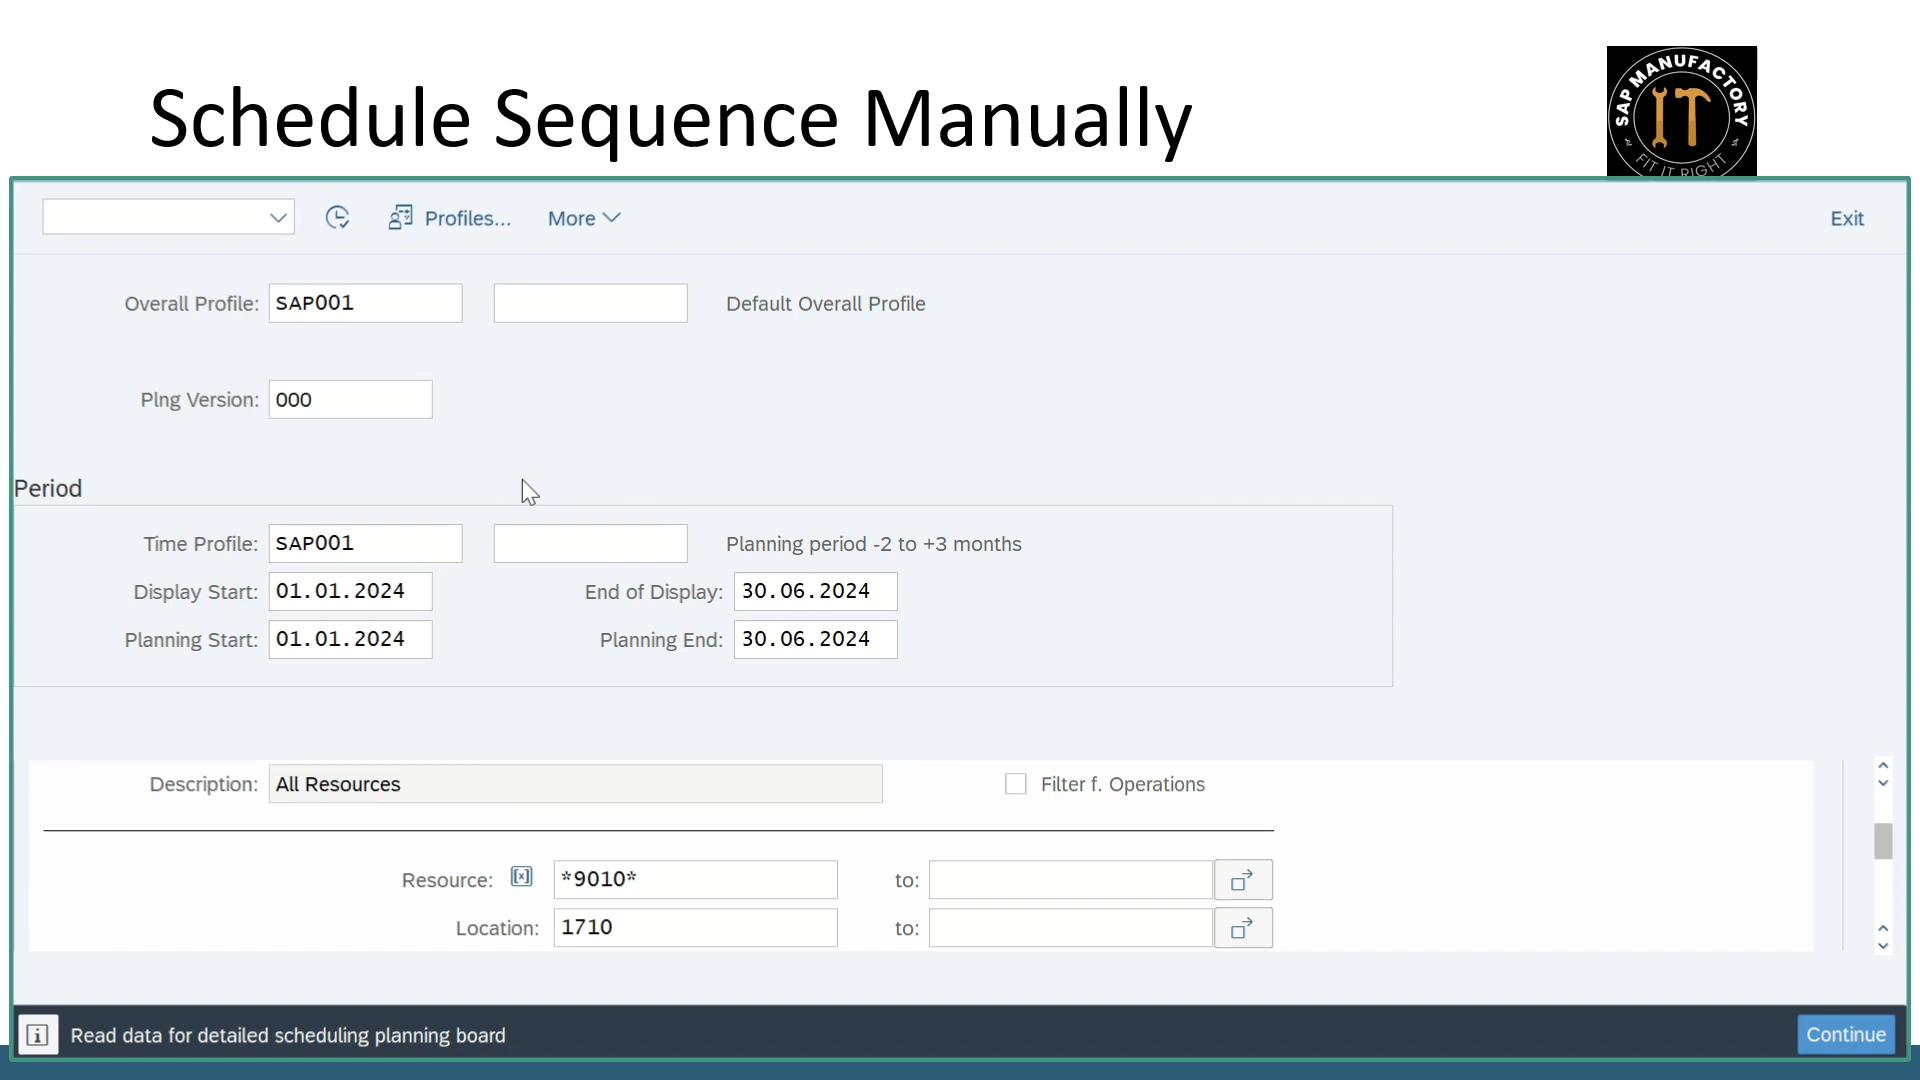 Schedule Sequence Manually
SAP MANUFACTORY
IT
FIT IT RIGHT
Profiles... More Exit
Overall Profile: SAP001 Default Overall Profile
Plng Version: 000
Period
Time Profile: SAP001 Planning period -2 to +3 months
Display Start: 01.01.2024 End of Display: 30.06.2024
Planning Start: 01.01.2024 Planning End: 30.06.2024
Description: All Resources Filter f. Operations
Resource: *9010* to:
Location: 1710 to:
Read data for detailed scheduling planning board Continue